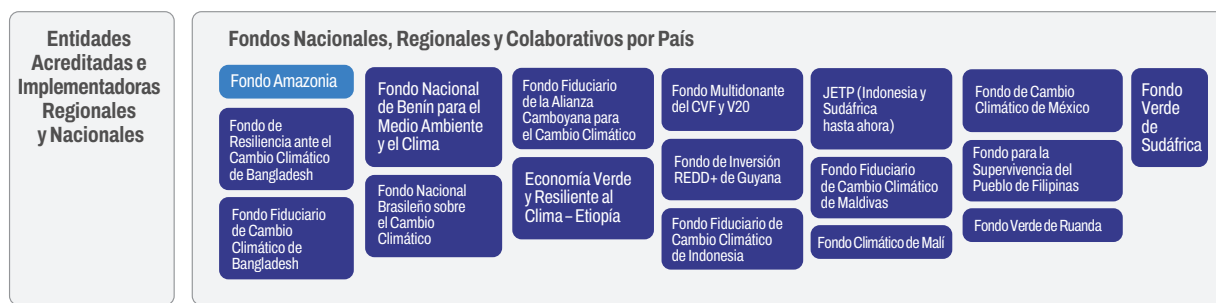 Entidades
Acreditadas e
Implementadoras
Regionales
y Nacionales
Fondos Nacionales, Regionales y Colaborativos por País
Fondo Amazonia
Fondo de
Resiliencia ante el
Cambio Climático
de Bangladesh
Fondo Fiduciario
de Cambio
Climático de
Bangladesh
Fondo Nacional
de Benín para el
Medio Ambiente
y el Clima
Fondo Nacional
Brasileño sobre
el Cambio
Climático
Fondo Fiduciario
de la Alianza
Camboyana para
el Cambio Climático
Economía Verde
y Resiliente al
Clima – Etiopía
Fondo Multidonante
del CVF y V20
Fondo de Inversión
REDD+ de Guyana
Fondo Fiduciario de
Cambio Climático
de Indonesia
JETP (Indonesia y
Sudáfrica
hasta ahora)
Fondo Fiduciario
de Cambio Climático de
Maldivas
Fondo Climático de Malí
Fondo de Cambio
Climático de México
Fondo para la
Supervivencia del
Pueblo de Filipinas
Fondo Verde de Ruanda
Fondo
Verde
de
Sudáfrica